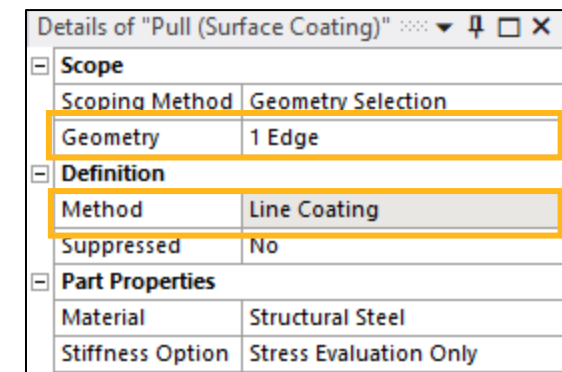 Details of "Pull (Surface Coating)"
Scope
Scoping Method Geometry Selection
Geometry 1 Edge
Definition
Method Line Coating
Suppressed No
Part Properties
Material Structural Steel
Stiffness Option Stress Evaluation Only